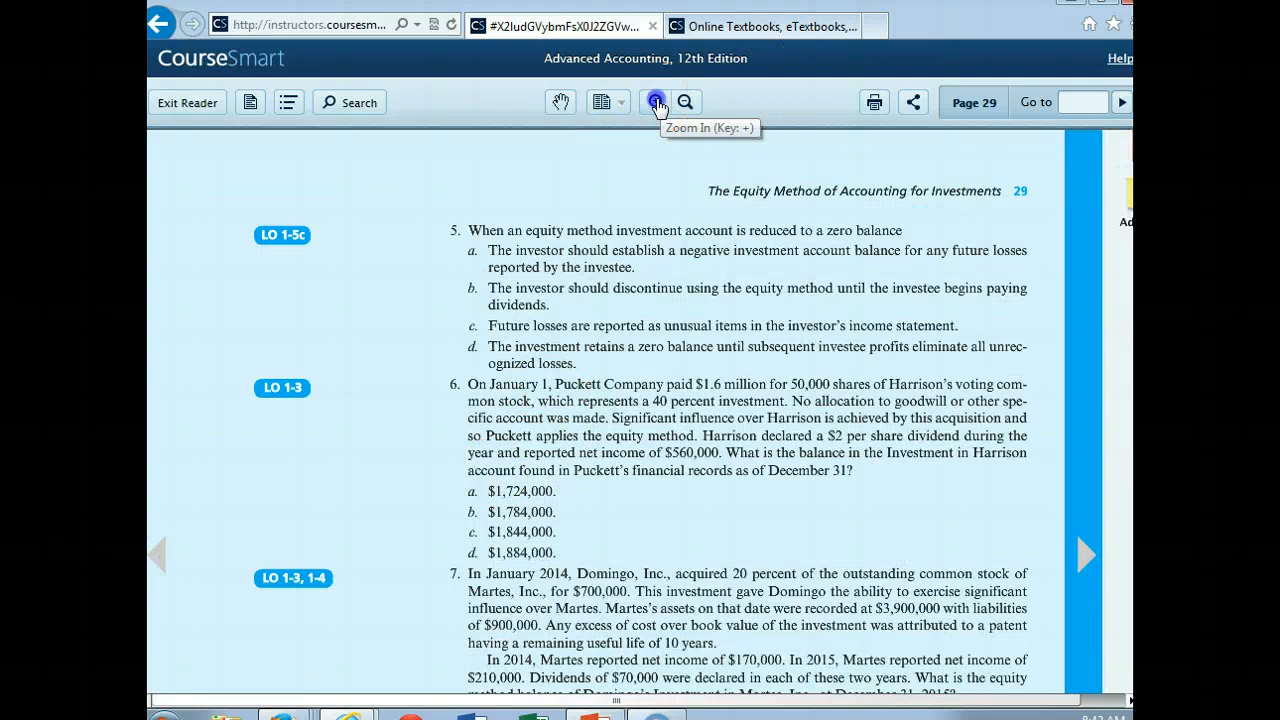 http://instructors.coursesm...
#X2ludGVybmFsX0J2ZGVw...
Online Textbooks, eTextbooks,...
CourseSmart
Advanced Accounting, 12th Edition
Help
Exit Reader
Search
Page 29
Go to
Zoom In (Key: +)
The Equity Method of Accounting for Investments 29
LO 1-5c
5. When an equity method investment account is reduced to a zero balance
a. The investor should establish a negative investment account balance for any future losses
reported by the investee.
b. The investor should discontinue using the equity method until the investee begins paying
dividends.
c. Future losses are reported as unusual items in the investor's income statement.
d. The investment retains a zero balance until subsequent investee profits eliminate all unrec-
ognized losses.
LO 1-3
6. On January 1, Puckett Company paid $1.6 million for 50,000 shares of Harrison's voting com-
mon stock, which represents a 40 percent investment. No allocation to goodwill or other spe-
cific account was made. Significant influence over Harrison is achieved by this acquisition and
so Puckett applies the equity method. Harrison declared a $2 per share dividend during the
year and reported net income of $560,000. What is the balance in the Investment in Harrison
account found in Puckett's financial records as of December 31?
a. $1,724,000.
b. $1,784,000.
c. $1,844,000.
d. $1,884,000.
LO 1-3, 1-4
7. In January 2014, Domingo, Inc., acquired 20 percent of the outstanding common stock of
Martes, Inc., for $700,000. This investment gave Domingo the ability to exercise significant
influence over Martes. Martes's assets on that date were recorded at $3,900,000 with liabilities
of $900,000. Any excess of cost over book value of the investment was attributed to a patent
having a remaining useful life of 10 years.
In 2014, Martes reported net income of $170,000. In 2015, Martes reported net income of
$210,000. Dividends of $70,000 were declared in each of these two years. What is the equity
method balance of Domingo's Investment in Martes, Inc., at December 31, 2015?